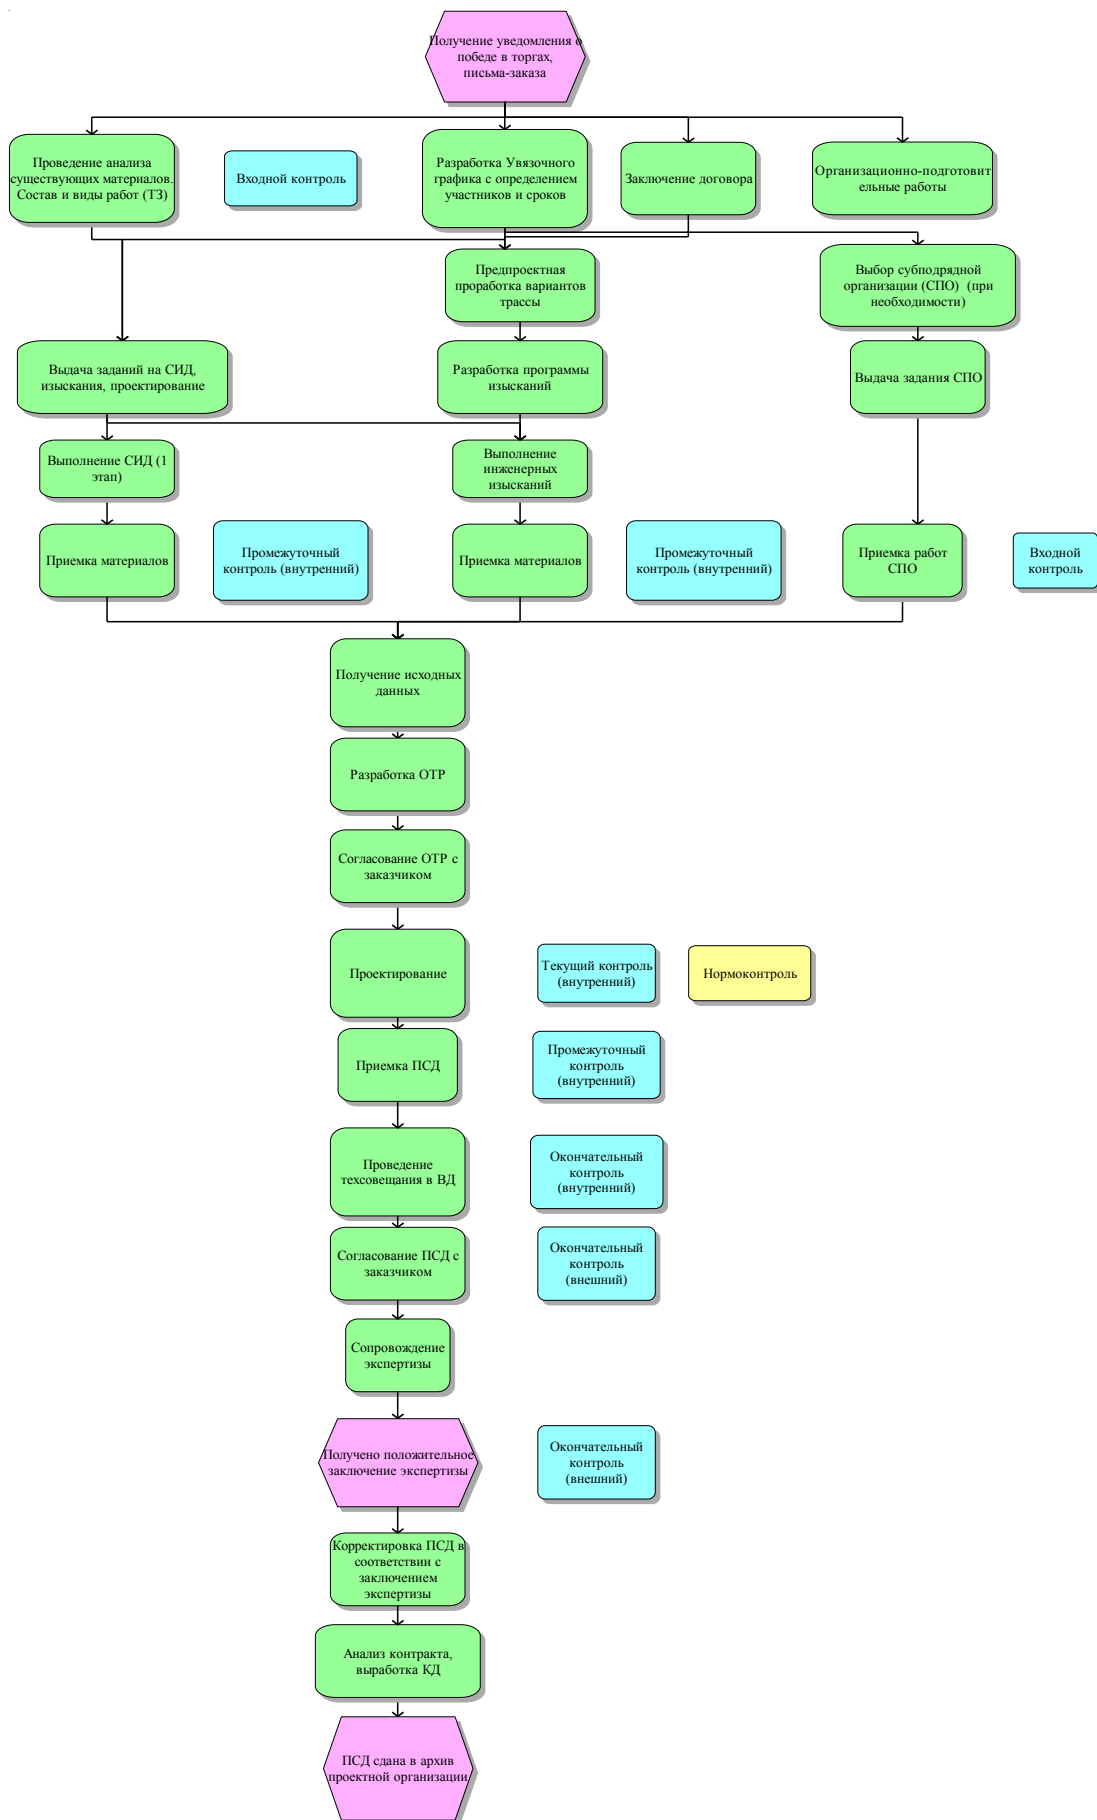 Получение уведомления о
победе в торгах,
письма-заказа
Проведение анализа
существующих материалов.
Состав и виды работ (ТЗ)
Входной контроль
Разработка Увязочного
графика с определением
участников и сроков
Заключение договора
Организационно-подготовит
ельные работы
Предпроектная
проработка вариантов
трассы
Выбор субподрядной
организации (СПО) (при
необходимости)
Выдача заданий на СИД,
изыскания, проектирование
Разработка программы
изысканий
Выдача задания СПО
Выполнение СИД (1
этап)
Выполнение
инженерных
изысканий
Приемка материалов
Промежуточный
контроль (внутренний)
Приемка материалов
Промежуточный
контроль (внутренний)
Приемка работ
СПО
Входной
контроль
Получение исходных
данных
Разработка ОТР
Согласование ОТР с
заказчиком
Проектирование
Текущий контроль
(внутренний)
Нормоконтроль
Приемка ПСД
Промежуточный
контроль
(внутренний)
Проведение
техсовещания в ВД
Окончательный
контроль
(внутренний)
Согласование ПСД с
заказчиком
Окончательный
контроль
(внешний)
Сопровождение
экспертизы
Получено положительное
заключение экспертизы
Окончательный
контроль
(внешний)
Корректировка ПСД в
соответствии с
заключением
экспертизы
Анализ контракта,
выработка КД
ПСД сдана в архив
проектной организации